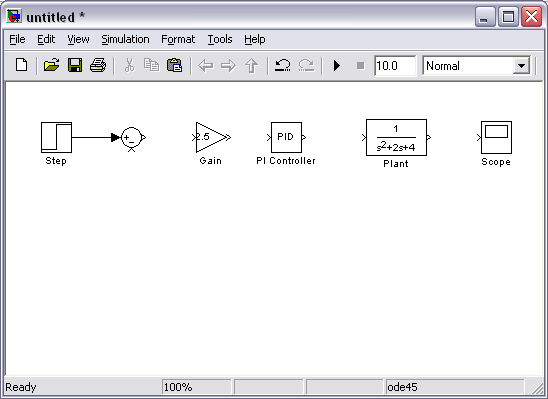 untitled *
File Edit View Simulation Format Tools Help
10.0 Normal
+
-
2.5
PID
1
s²+2s+4
Step Gain PI Controller Plant Scope
Ready 100% ode45